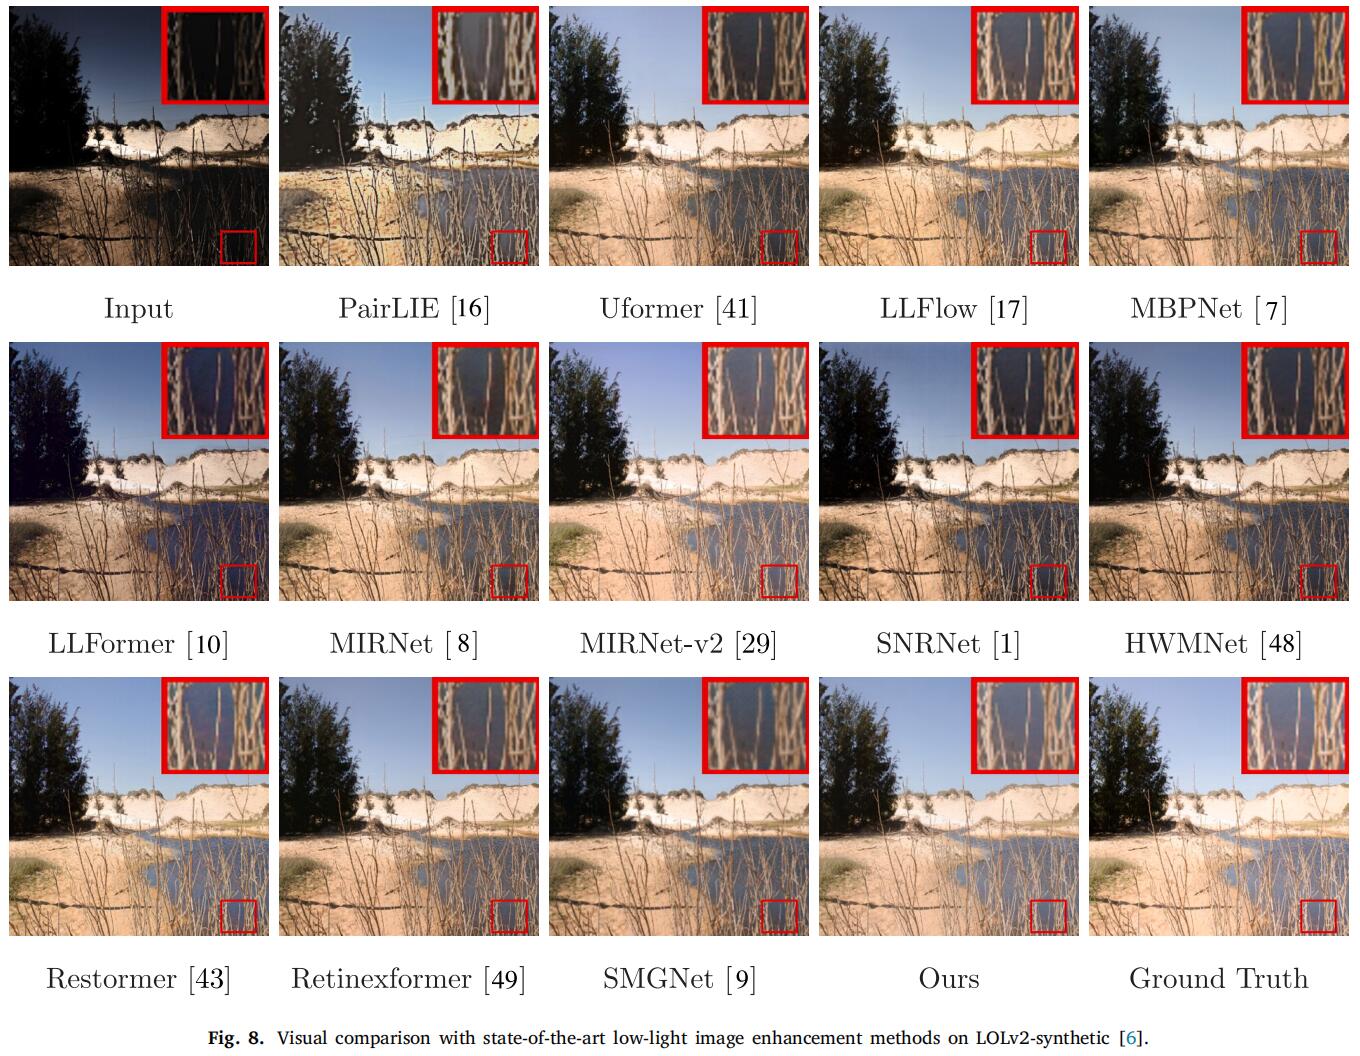 Input PairLIE [16] Uformer [41] LLFlow [17] MBPNet [7]
LLFormer [10] MIRNet [8] MIRNet-v2 [29] SNRNet [1] HWMNet [48]
Restormer [43] Retinexformer [49] SMGNet [9] Ours Ground Truth
Fig. 8. Visual comparison with state-of-the-art low-light image enhancement methods on LOLv2-synthetic [6].